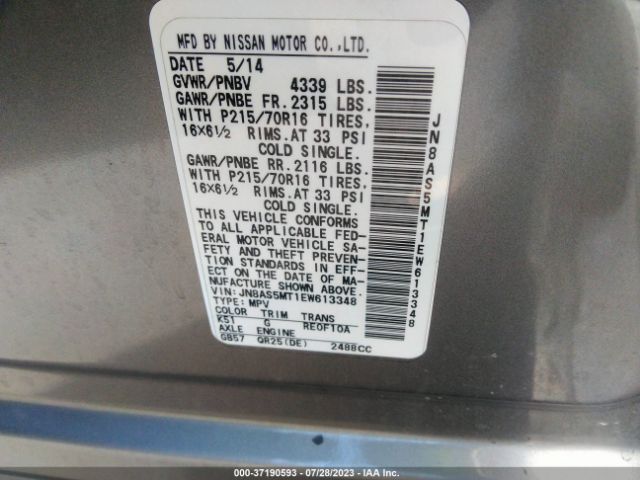 MFD BY NISSAN MOTOR CO.,LTD.
DATE 5/14
GVWR/PNBV 4339 LBS.
GAWR/PNBE FR. 2315 LBS.
WITH P215/70R16 TIRES,
16×6½ RIMS. AT 33 PSI
COLD SINGLE.
GAWR/PNBE RR. 2116 LBS.
WITH P215/70R16 TIRES,
16×6½ RIMS. AT 33 PSI
COLD SINGLE.
THIS VEHICLE CONFORMS
TO ALL APPLICABLE FED-
ERAL MOTOR VEHICLE SA-
FETY AND THEFT PREVEN-
TION STANDARDS IN EFF-
ECT ON THE DATE OF MA-
NUFACTURE SHOWN ABOVE.
VIN: JN8AS5MT1EW613348
TYPE: MPV
COLOR TRIM TRANS
K51 G RE0F10A
AXLE ENGINE
GB57 QR25(DE) 2488CC
JN8AS5MT1EW613348
000-37190593 / 07/28/2023 / IAA Inc.